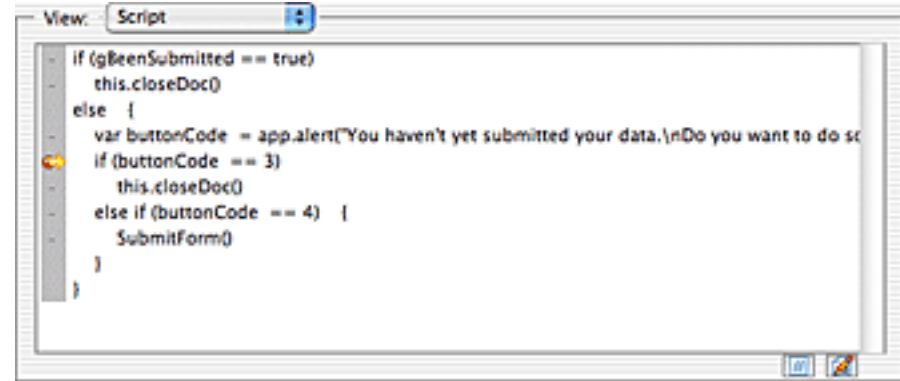 View: Script
if (gBeenSubmitted == true)
this.closeDoc()
else {
var buttonCode = app.alert("You haven't yet submitted your data.\nDo you want to do so
if (buttonCode == 3)
this.closeDoc()
else if (buttonCode == 4) {
SubmitForm()
}
}